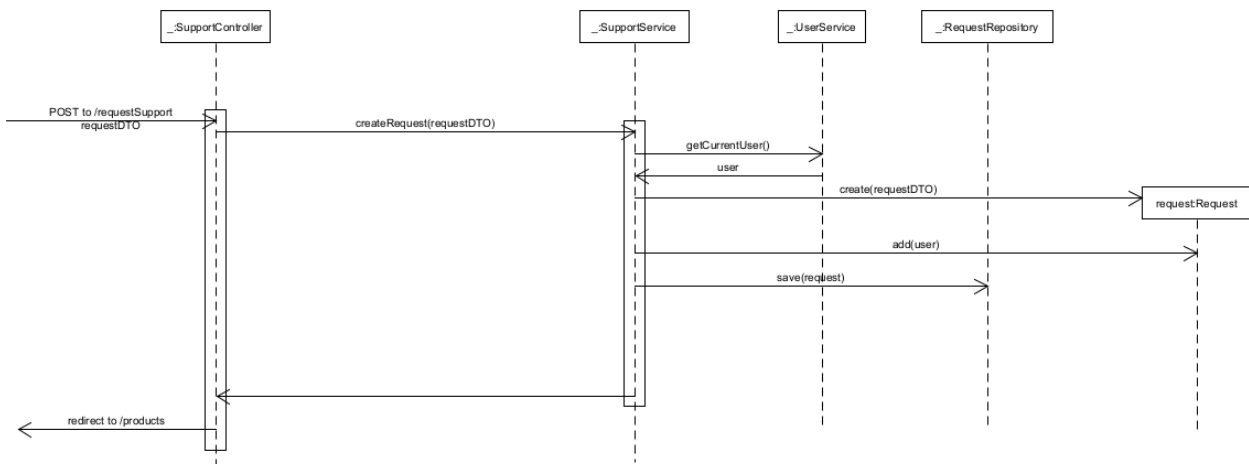 _:SupportController
_:SupportService
_:UserService
_:RequestRepository
POST to /requestSupport
requestDTO
createRequest(requestDTO)
getCurrentUser()
user
create(requestDTO)
request:Request
add(user)
save(request)
redirect to /products